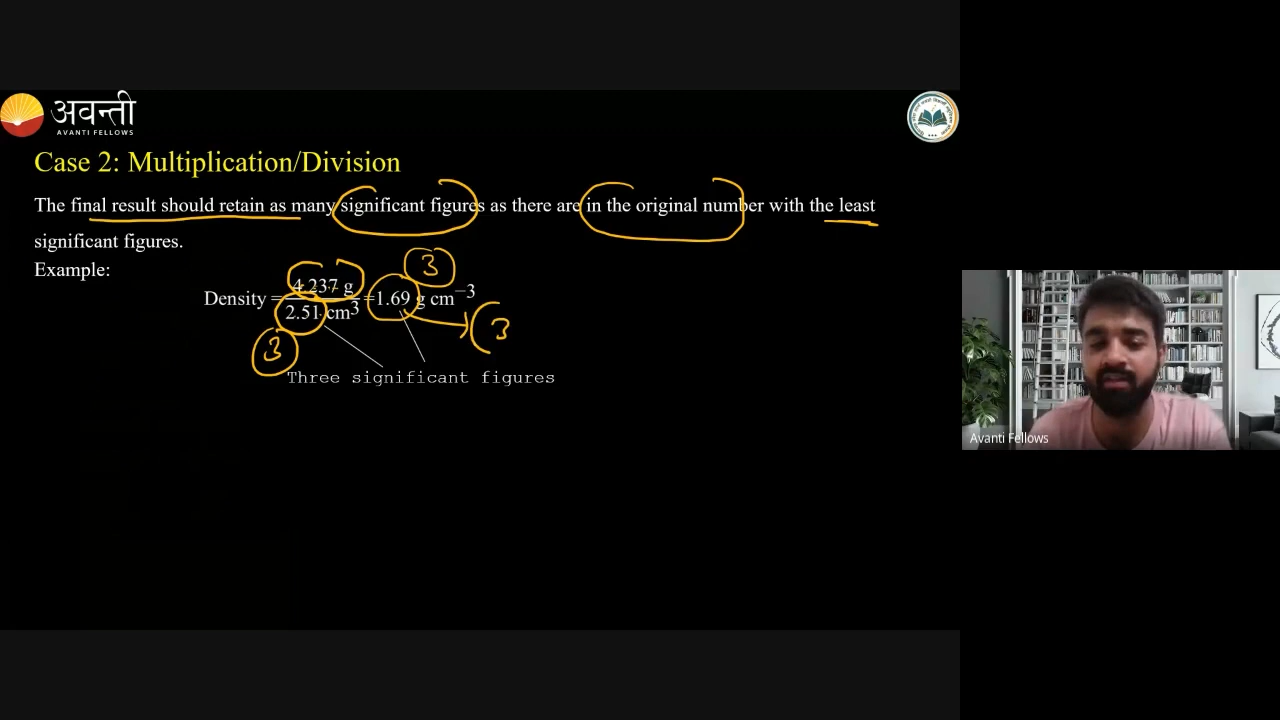 अवन्ती
AVANTI FELLOWS
Case 2: Multiplication/Division
The final result should retain as many significant figures as there are in the original number with the least
significant figures.
Example:
3
4.237 g
Density = =1.69 g cm−3
2.51 cm3
3
3
Three significant figures
Avanti Fellows